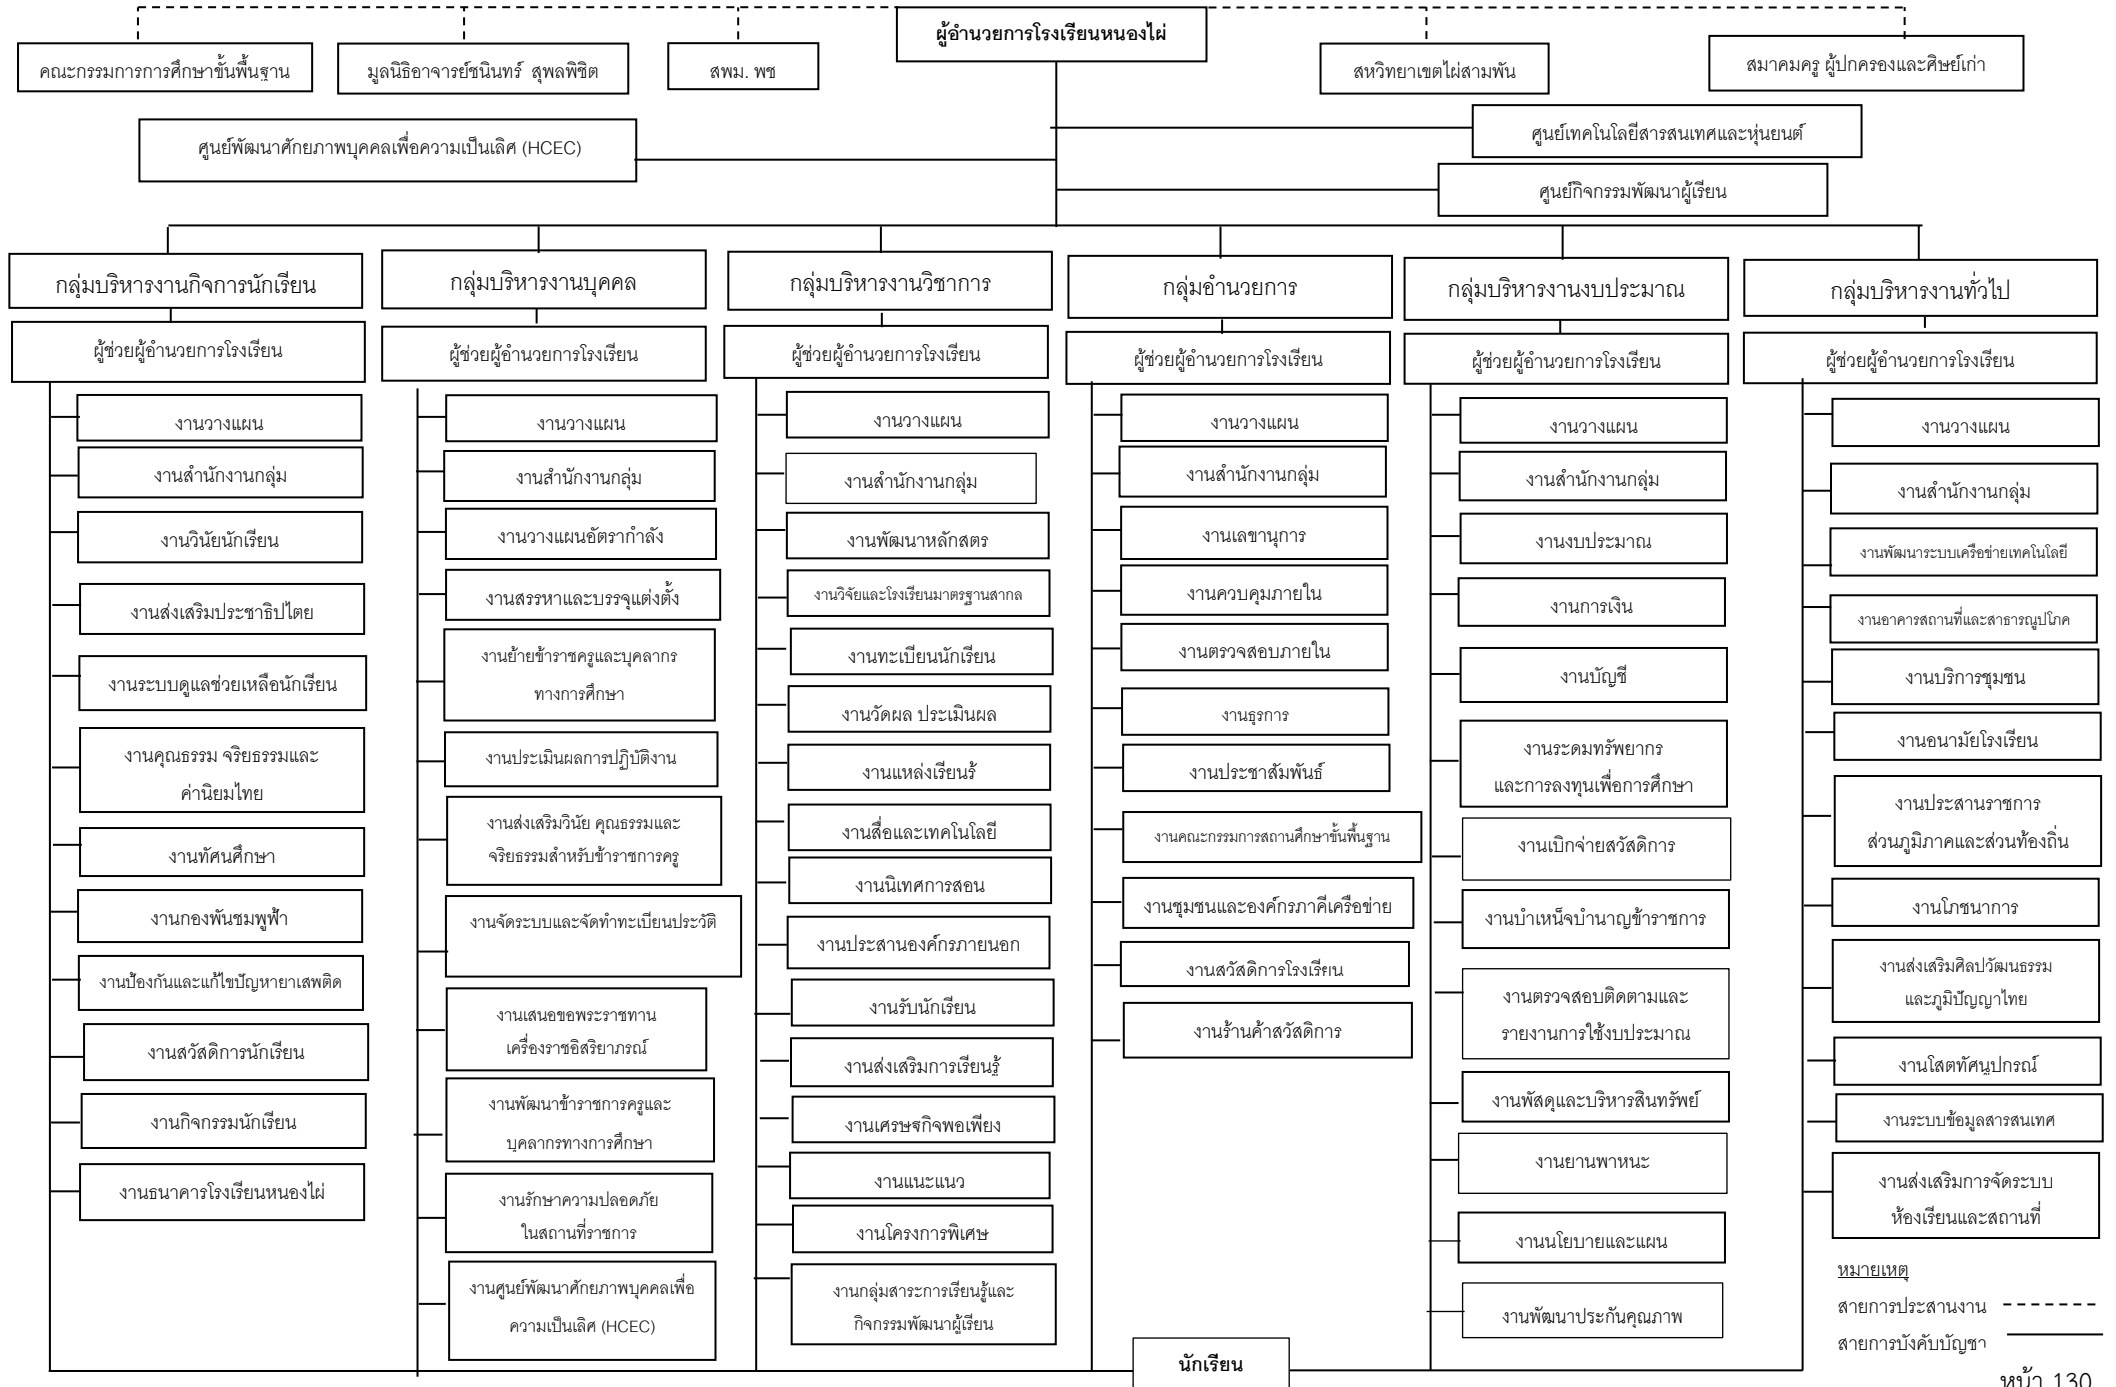 ผู้อำนวยการโรงเรียนหนองไผ่
คณะกรรมการการศึกษาขั้นพื้นฐาน
มูลนิธิอาจารย์ชนินทร์ สุพลพิชิต
สพม. พช
สหวิทยาเขตไผ่สามพัน
สมาคมครู ผู้ปกครองและศิษย์เก่า
ศูนย์พัฒนาศักยภาพบุคคลเพื่อความเป็นเลิศ (HCEC)
ศูนย์เทคโนโลยีสารสนเทศและหุ่นยนต์
ศูนย์กิจกรรมพัฒนาผู้เรียน
กลุ่มบริหารงานกิจการนักเรียน
ผู้ช่วยผู้อำนวยการโรงเรียน
งานวางแผน
งานสำนักงานกลุ่ม
งานวินัยนักเรียน
งานส่งเสริมประชาธิปไตย
งานระบบดูแลช่วยเหลือนักเรียน
งานคุณธรรม จริยธรรมและ
ค่านิยมไทย
งานทัศนศึกษา
งานกองพันชมพูฟ้า
งานป้องกันและแก้ไขปัญหายาเสพติด
งานสวัสดิการนักเรียน
งานกิจกรรมนักเรียน
งานธนาคารโรงเรียนหนองไผ่
กลุ่มบริหารงานบุคคล
ผู้ช่วยผู้อำนวยการโรงเรียน
งานวางแผน
งานสำนักงานกลุ่ม
งานวางแผนอัตรากำลัง
งานสรรหาและบรรจุแต่งตั้ง
งานย้ายข้าราชครูและบุคลากร
ทางการศึกษา
งานประเมินผลการปฏิบัติงาน
งานส่งเสริมวินัย คุณธรรมและ
จริยธรรมสำหรับข้าราชการครู
งานจัดระบบและจัดทำทะเบียนประวัติ
งานเสนอขอพระราชทาน
เครื่องราชอิสริยาภรณ์
งานพัฒนาข้าราชการครูและ
บุคลากรทางการศึกษา
งานรักษาความปลอดภัย
ในสถานที่ราชการ
งานศูนย์พัฒนาศักยภาพบุคคลเพื่อ
ความเป็นเลิศ (HCEC)
กลุ่มบริหารงานวิชาการ
ผู้ช่วยผู้อำนวยการโรงเรียน
งานวางแผน
งานสำนักงานกลุ่ม
งานพัฒนาหลักสตร
งานวิจัยและโรงเรียนมาตรฐานสากล
งานทะเบียนนักเรียน
งานวัดผล ประเมินผล
งานแหล่งเรียนรู้
งานสื่อและเทคโนโลยี
งานนิเทศการสอน
งานประสานองค์กรภายนอก
งานรับนักเรียน
งานส่งเสริมการเรียนรู้
งานเศรษฐกิจพอเพียง
งานแนะแนว
งานโครงการพิเศษ
งานกลุ่มสาระการเรียนรู้และ
กิจกรรมพัฒนาผู้เรียน
กลุ่มอำนวยการ
ผู้ช่วยผู้อำนวยการโรงเรียน
งานวางแผน
งานสำนักงานกลุ่ม
งานเลขานุการ
งานควบคุมภายใน
งานตรวจสอบภายใน
งานธุรการ
งานประชาสัมพันธ์
งานคณะกรรมการสถานศึกษาขั้นพื้นฐาน
งานชุมชนและองค์กรภาคีเครือข่าย
งานสวัสดิการโรงเรียน
งานร้านค้าสวัสดิการ
กลุ่มบริหารงานงบประมาณ
ผู้ช่วยผู้อำนวยการโรงเรียน
งานวางแผน
งานสำนักงานกลุ่ม
งานงบประมาณ
งานการเงิน
งานบัญชี
งานระดมทรัพยากร
และการลงทุนเพื่อการศึกษา
งานเบิกจ่ายสวัสดิการ
งานบำเหน็จบำนาญข้าราชการ
งานตรวจสอบติดตามและ
รายงานการใช้งบประมาณ
งานพัสดุและบริหารสินทรัพย์
งานยานพาหนะ
งานนโยบายและแผน
งานพัฒนาประกันคุณภาพ
กลุ่มบริหารงานทั่วไป
ผู้ช่วยผู้อำนวยการโรงเรียน
งานวางแผน
งานสำนักงานกลุ่ม
งานพัฒนาระบบเครือข่ายเทคโนโลยี
งานอาคารสถานที่และสาธารณูปโภค
งานบริการชุมชน
งานอนามัยโรงเรียน
งานประสานราชการ
ส่วนภูมิภาคและส่วนท้องถิ่น
งานโภชนาการ
งานส่งเสริมศิลปวัฒนธรรม
และภูมิปัญญาไทย
งานโสตทัศนูปกรณ์
งานระบบข้อมูลสารสนเทศ
งานส่งเสริมการจัดระบบ
ห้องเรียนและสถานที่
หมายเหตุ
สายการประสานงาน
สายการบังคับบัญชา
นักเรียน
หน้า 130